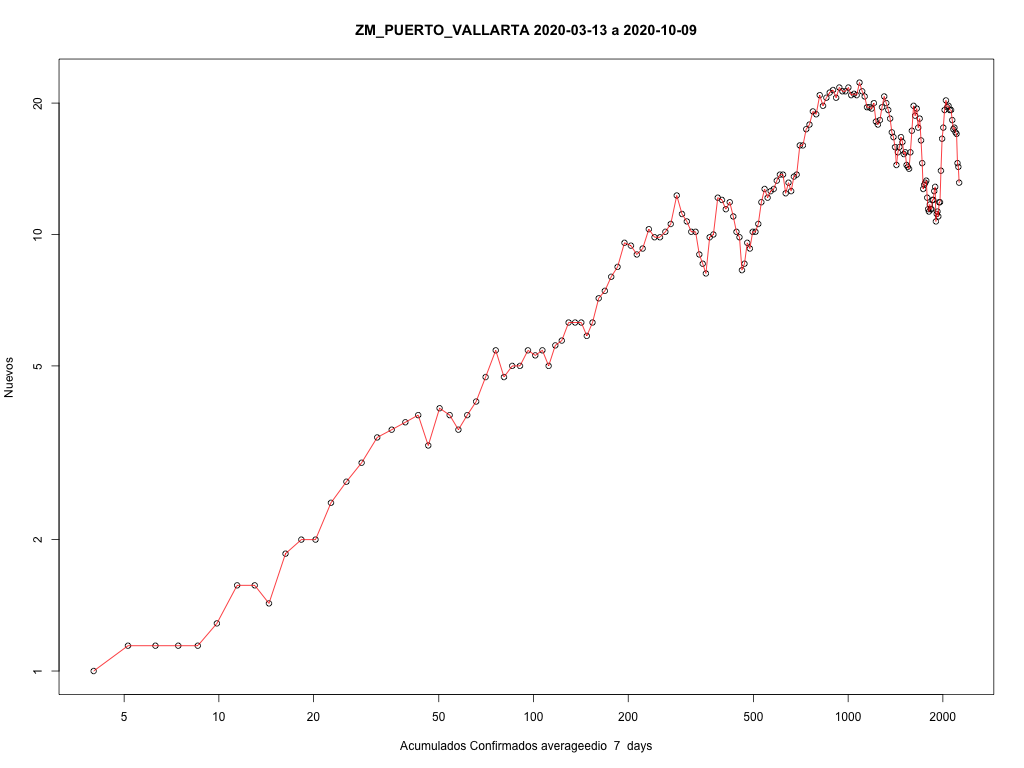 ZM_PUERTO_VALLARTA 2020-03-13 a 2020-10-09
20
10
5
2
1
Nuevos
5 10 20 50 100 200 500 1000 2000
Acumulados Confirmados averageedio 7 days